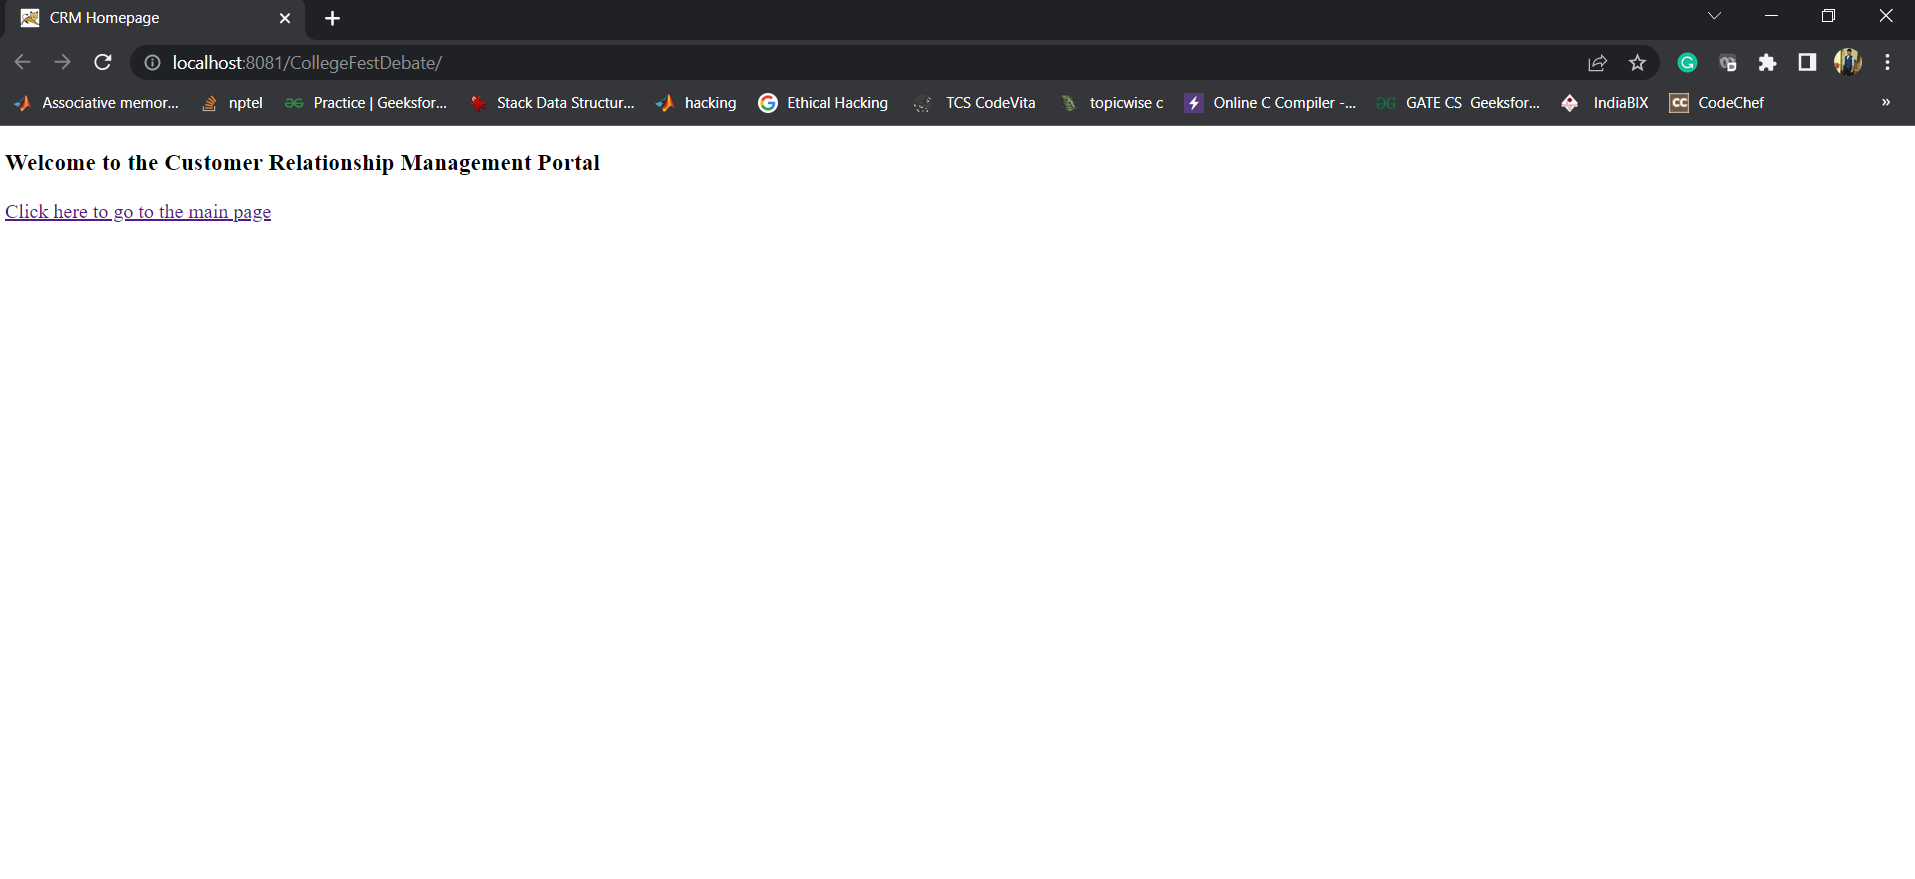 CRM Homepage
localhost:8081/CollegeFestDebate/
Associative memor... nptel Practice | Geeksfor... Stack Data Structur... hacking Ethical Hacking TCS CodeVita topicwise c Online C Compiler -... GATE CS Geeksfor... IndiaBIX CodeChef »
Welcome to the Customer Relationship Management Portal
Click here to go to the main page